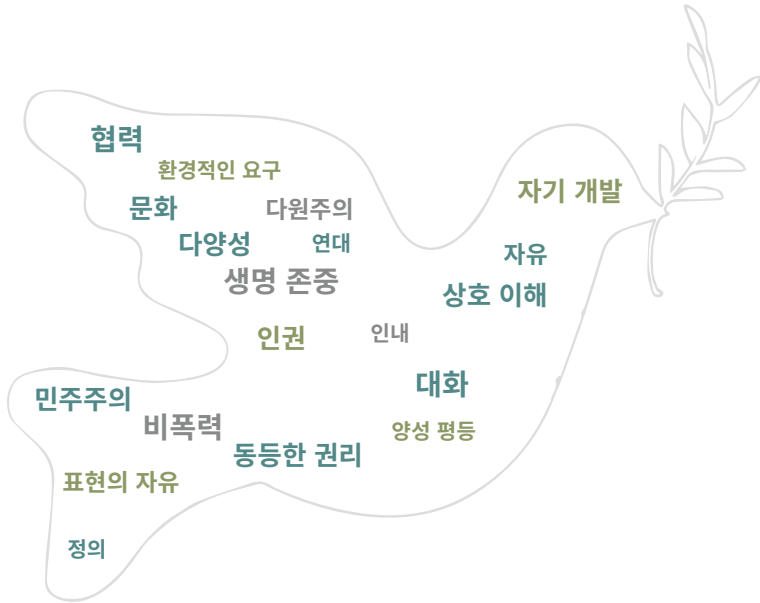 협력
환경적인 요구
자기 개발
문화
다원주의
다양성
연대
자유
생명 존중
상호 이해
인권
인내
대화
민주주의
비폭력
양성 평등
동등한 권리
표현의 자유
정의